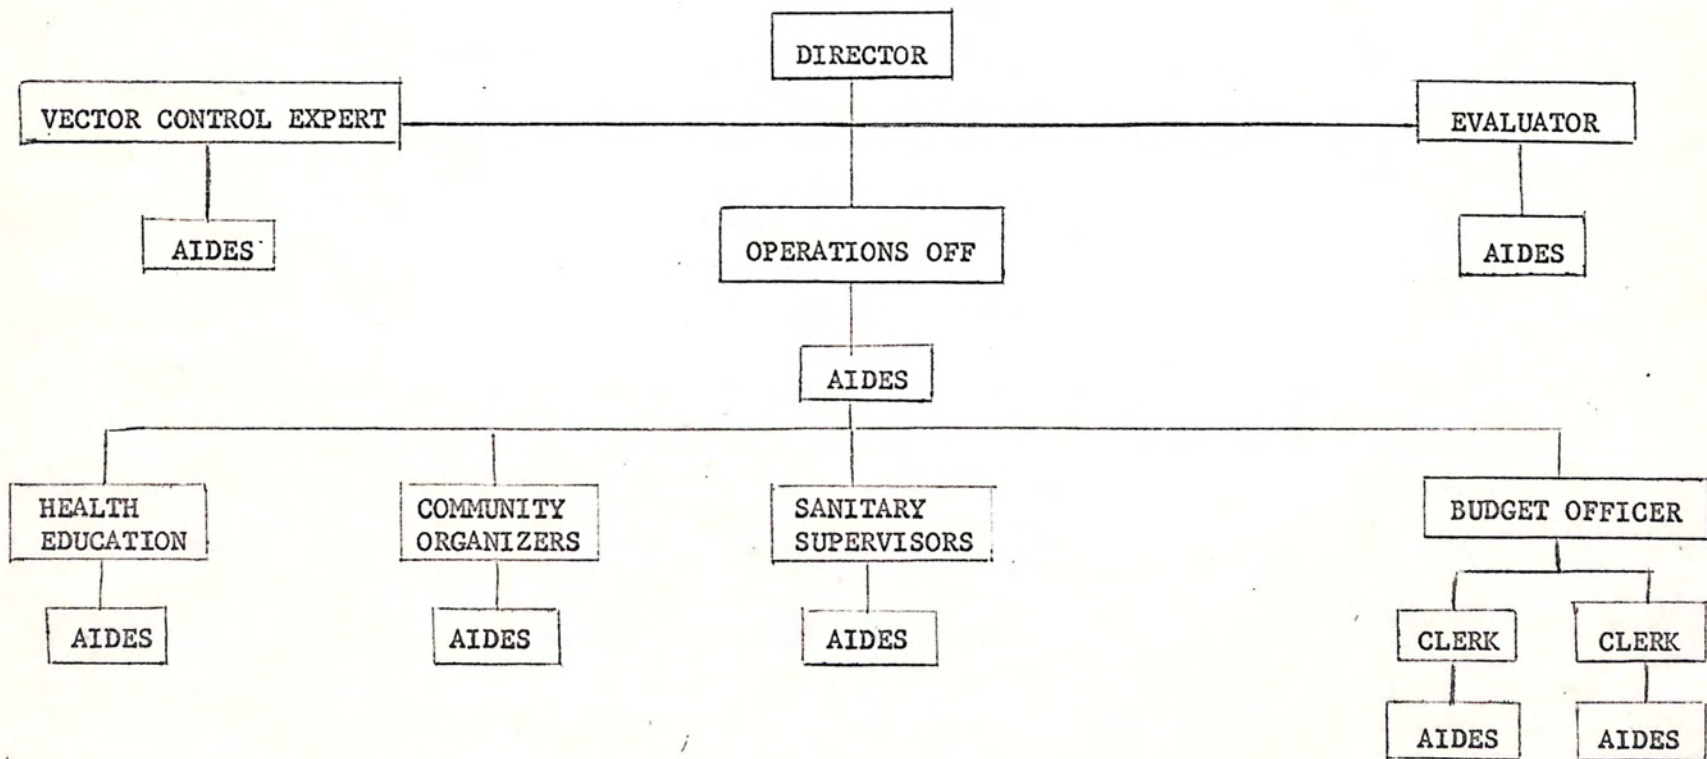 DIRECTOR
VECTOR CONTROL EXPERT
EVALUATOR
AIDES
OPERATIONS OFF
AIDES
AIDES
HEALTH
EDUCATION
COMMUNITY
ORGANIZERS
SANITARY
SUPERVISORS
BUDGET OFFICER
AIDES
AIDES
AIDES
CLERK
CLERK
AIDES
AIDES